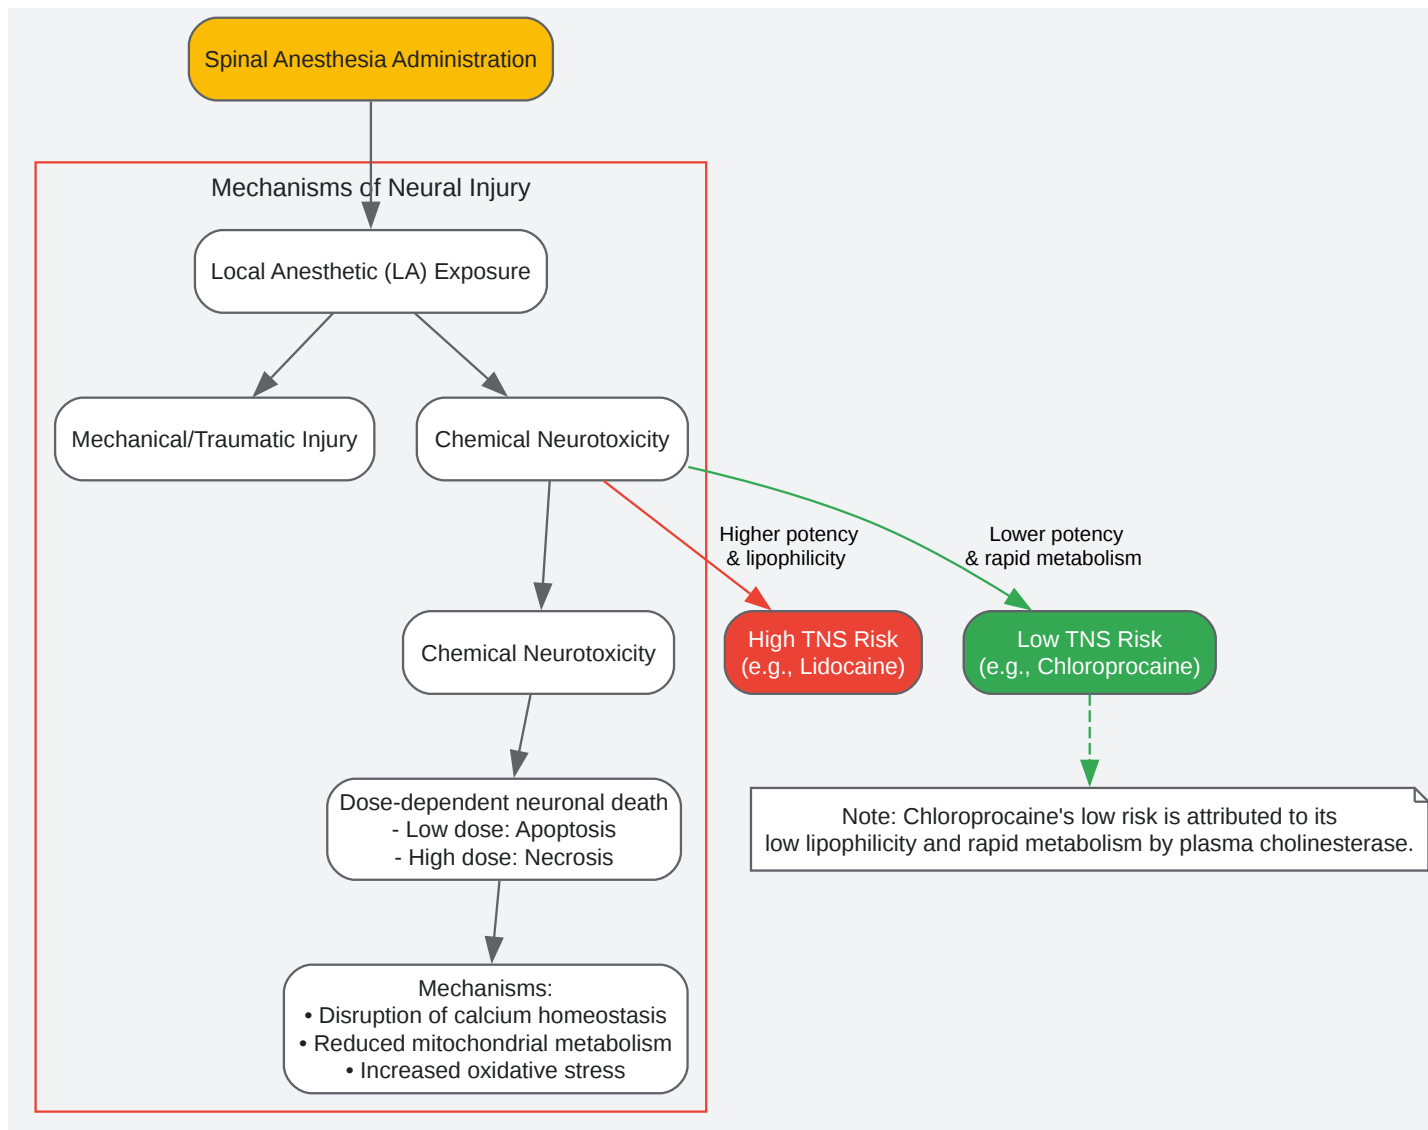 Spinal Anesthesia Administration
Mechanisms of Neural Injury
Local Anesthetic (LA) Exposure
Mechanical/Traumatic Injury
Chemical Neurotoxicity
Higher potency
& lipophilicity
Lower potency
& rapid metabolism
Chemical Neurotoxicity
High TNS Risk
(e.g., Lidocaine)
Low TNS Risk
(e.g., Chloroprocaine)
Dose-dependent neuronal death
- Low dose: Apoptosis
- High dose: Necrosis
Note: Chloroprocaine's low risk is attributed to its
low lipophilicity and rapid metabolism by plasma cholinesterase.
Mechanisms:
• Disruption of calcium homeostasis
• Reduced mitochondrial metabolism
• Increased oxidative stress